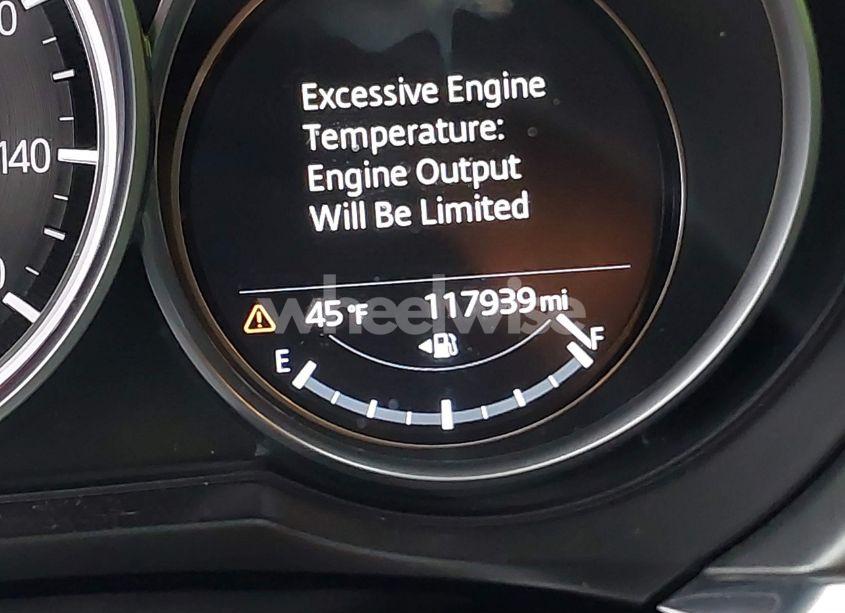 Excessive Engine
Temperature:
Engine Output
Will Be Limited
45°F 117939 mi
wheelwise
E F
140